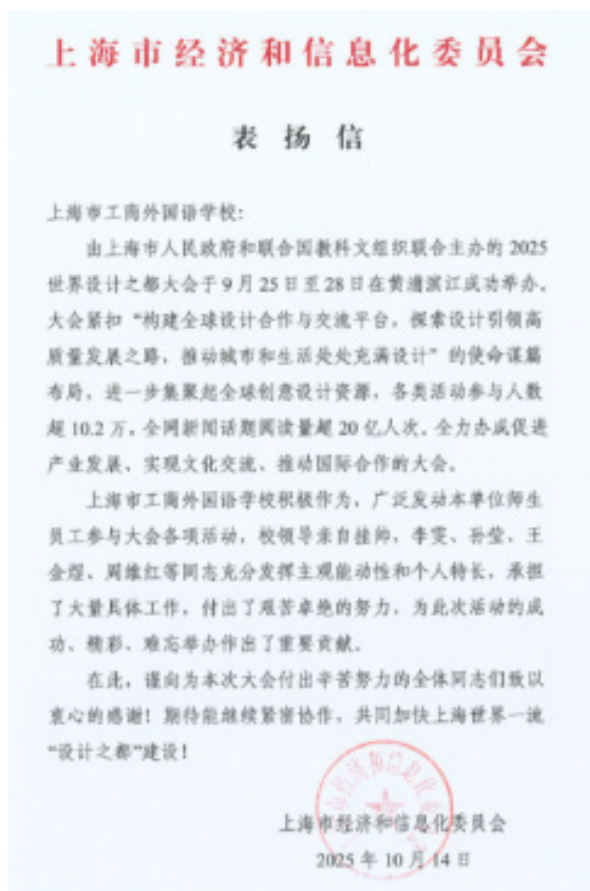 上海市经济和信息化委员会
表扬信
上海市工商外国语学校：
由上海市人民政府和联合国教科文组织联合主办的 2025
世界设计之都大会于 9 月 25 日至 28 日在黄浦滨江成功举办。
大会紧扣“构建全球设计合作与交流平台，探索设计引领高
质量发展之路，推动城市和生活处处充满设计”的使命谋篇
布局，进一步集聚起全球创意设计资源，各类活动参与人数
超 10.2 万，全网新闻话题阅读量超 20 亿人次。全力办成促进
产业发展、实现文化交流、推动国际合作的大会。
上海市工商外国语学校积极作为，广泛发动本单位师生
员工参与大会各项活动，校领导亲自挂帅，李雯、孙莹、王
金煜、周维红等同志充分发挥主观能动性和个人特长，承担
了大量具体工作，付出了艰苦卓绝的努力，为此次活动的成
功、精彩、难忘举办作出了重要贡献。
在此，谨向为本次大会付出辛苦努力的全体同志们致以
衷心的感谢！期待能继续紧密协作，共同加快上海世界一流
“设计之都”建设！
上海市经济和信息化委员会
2025 年 10 月 14 日